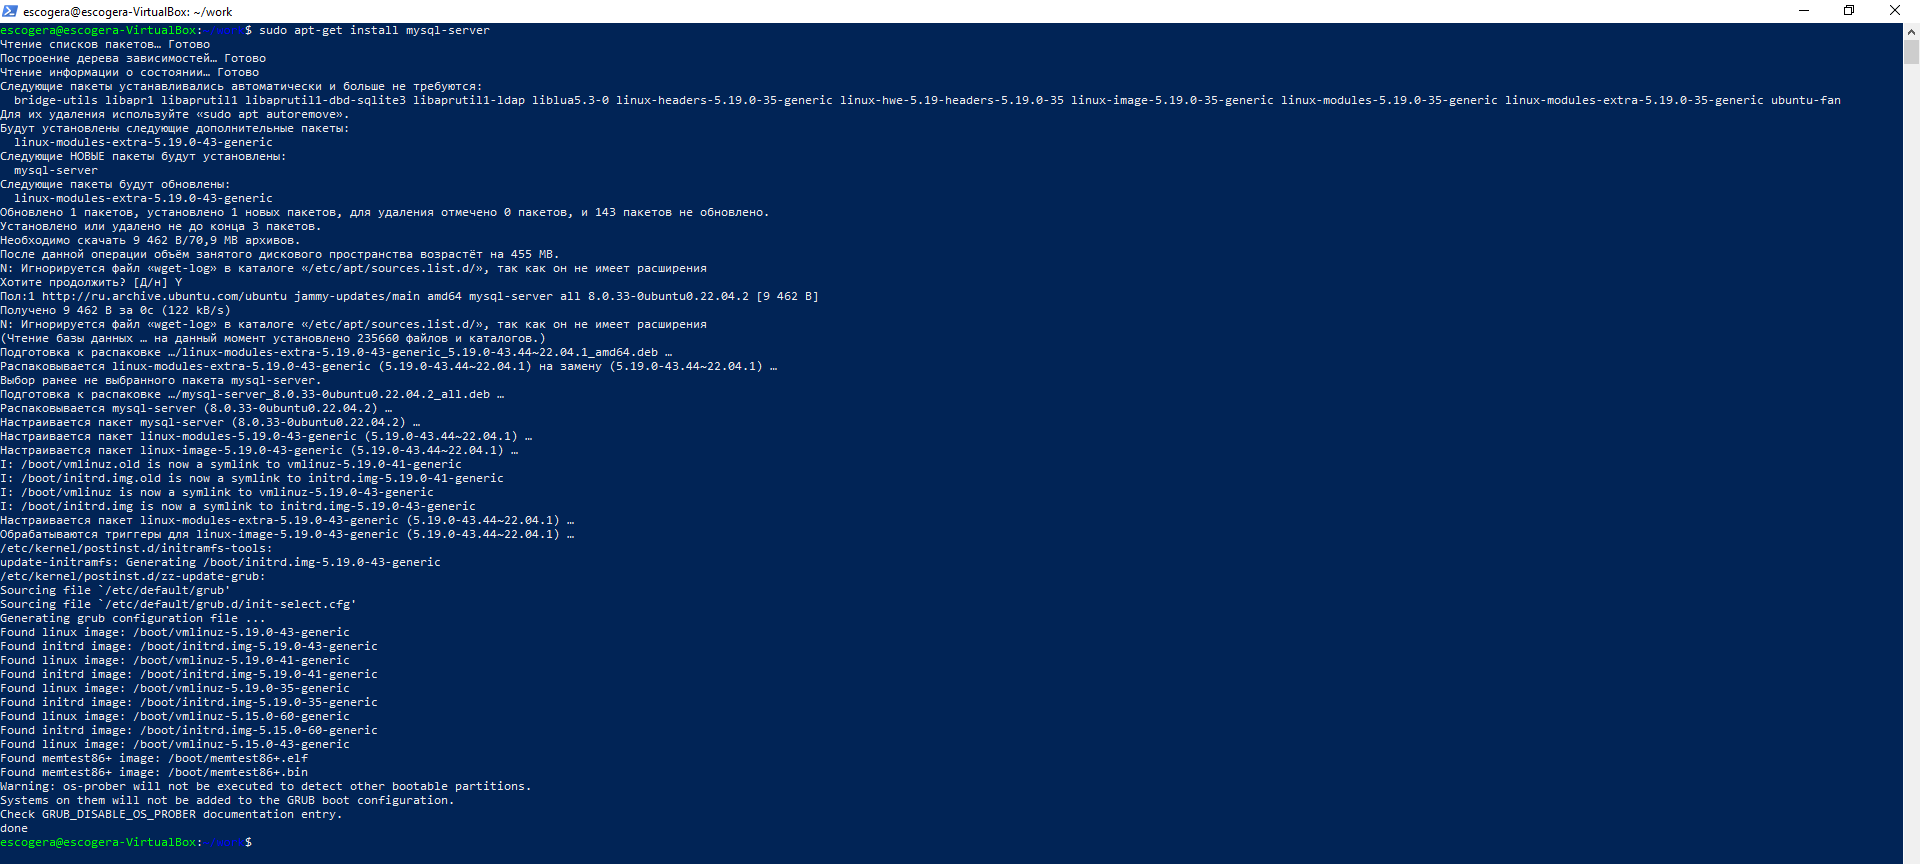 escogera@escogera-VirtualBox: ~/work
escogera@escogera-VirtualBox:~/work$ sudo apt-get install mysql-server
Чтение списков пакетов… Готово
Построение дерева зависимостей… Готово
Чтение информации о состоянии… Готово
Следующие пакеты устанавливались автоматически и больше не требуются:
  bridge-utils libapr1 libaprutil1 libaprutil1-dbd-sqlite3 libaprutil1-ldap liblua5.3-0 linux-headers-5.19.0-35-generic linux-hwe-5.19-headers-5.19.0-35 linux-image-5.19.0-35-generic linux-modules-5.19.0-35-generic linux-modules-extra-5.19.0-35-generic ubuntu-fan
Для их удаления используйте «sudo apt autoremove».
Будут установлены следующие дополнительные пакеты:
  linux-modules-extra-5.19.0-43-generic
Следующие НОВЫЕ пакеты будут установлены:
  mysql-server
Следующие пакеты будут обновлены:
  linux-modules-extra-5.19.0-43-generic
Обновлено 1 пакетов, установлено 1 новых пакетов, для удаления отмечено 0 пакетов, и 143 пакетов не обновлено.
Установлено или удалено не до конца 3 пакетов.
Необходимо скачать 9 462 B/70,9 MB архивов.
После данной операции объём занятого дискового пространства возрастёт на 455 MB.
N: Игнорируется файл «wget-log» в каталоге «/etc/apt/sources.list.d/», так как он не имеет расширения
Хотите продолжить? [Д/н] Y
Пол:1 http://ru.archive.ubuntu.com/ubuntu jammy-updates/main amd64 mysql-server all 8.0.33-0ubuntu0.22.04.2 [9 462 B]
Получено 9 462 B за 0с (122 kB/s)
N: Игнорируется файл «wget-log» в каталоге «/etc/apt/sources.list.d/», так как он не имеет расширения
(Чтение базы данных … на данный момент установлено 235660 файлов и каталогов.)
Подготовка к распаковке …/linux-modules-extra-5.19.0-43-generic_5.19.0-43.44~22.04.1_amd64.deb …
Распаковывается linux-modules-extra-5.19.0-43-generic (5.19.0-43.44~22.04.1) на замену (5.19.0-43.44~22.04.1) …
Выбор ранее не выбранного пакета mysql-server.
Подготовка к распаковке …/mysql-server_8.0.33-0ubuntu0.22.04.2_all.deb …
Распаковывается mysql-server (8.0.33-0ubuntu0.22.04.2) …
Настраивается пакет mysql-server (8.0.33-0ubuntu0.22.04.2) …
Настраивается пакет linux-modules-5.19.0-43-generic (5.19.0-43.44~22.04.1) …
Настраивается пакет linux-image-5.19.0-43-generic (5.19.0-43.44~22.04.1) …
I: /boot/vmlinuz.old is now a symlink to vmlinuz-5.19.0-41-generic
I: /boot/initrd.img.old is now a symlink to initrd.img-5.19.0-41-generic
I: /boot/vmlinuz is now a symlink to vmlinuz-5.19.0-43-generic
I: /boot/initrd.img is now a symlink to initrd.img-5.19.0-43-generic
Настраивается пакет linux-modules-extra-5.19.0-43-generic (5.19.0-43.44~22.04.1) …
Обрабатываются триггеры для linux-image-5.19.0-43-generic (5.19.0-43.44~22.04.1) …
/etc/kernel/postinst.d/initramfs-tools:
update-initramfs: Generating /boot/initrd.img-5.19.0-43-generic
/etc/kernel/postinst.d/zz-update-grub:
Sourcing file `/etc/default/grub'
Sourcing file `/etc/default/grub.d/init-select.cfg'
Generating grub configuration file ...
Found linux image: /boot/vmlinuz-5.19.0-43-generic
Found initrd image: /boot/initrd.img-5.19.0-43-generic
Found linux image: /boot/vmlinuz-5.19.0-41-generic
Found initrd image: /boot/initrd.img-5.19.0-41-generic
Found linux image: /boot/vmlinuz-5.19.0-35-generic
Found initrd image: /boot/initrd.img-5.19.0-35-generic
Found linux image: /boot/vmlinuz-5.15.0-60-generic
Found initrd image: /boot/initrd.img-5.15.0-60-generic
Found linux image: /boot/vmlinuz-5.15.0-43-generic
Found memtest86+ image: /boot/memtest86+.elf
Found memtest86+ image: /boot/memtest86+.bin
Warning: os-prober will not be executed to detect other bootable partitions.
Systems on them will not be added to the GRUB boot configuration.
Check GRUB_DISABLE_OS_PROBER documentation entry.
done
escogera@escogera-VirtualBox:~/work$